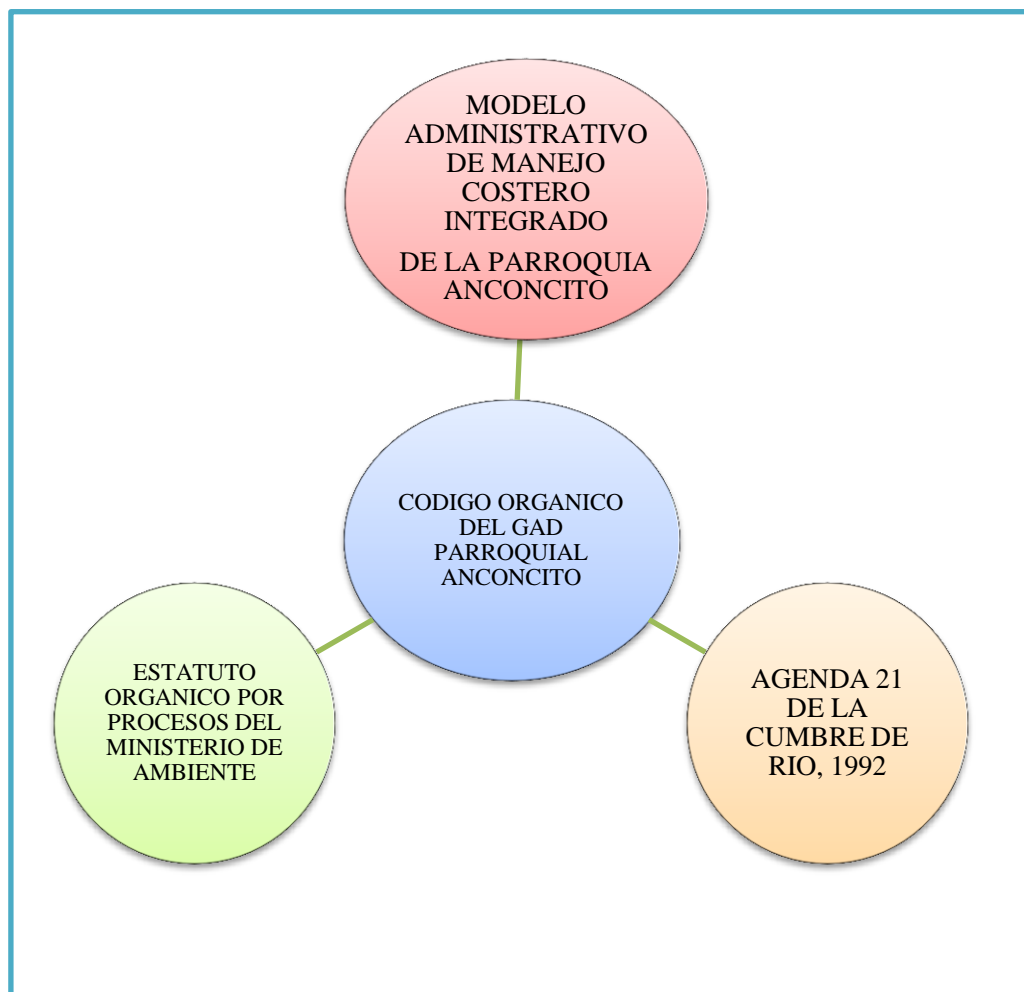 MODELO
ADMINISTRATIVO
DE MANEJO
COSTERO
INTEGRADO
DE LA PARROQUIA
ANCONCITO
CODIGO ORGANICO
DEL GAD
PARROQUIAL
ANCONCITO
ESTATUTO
ORGANICO POR
PROCESOS DEL
MINISTERIO DE
AMBIENTE
AGENDA 21
DE LA
CUMBRE DE
RIO, 1992